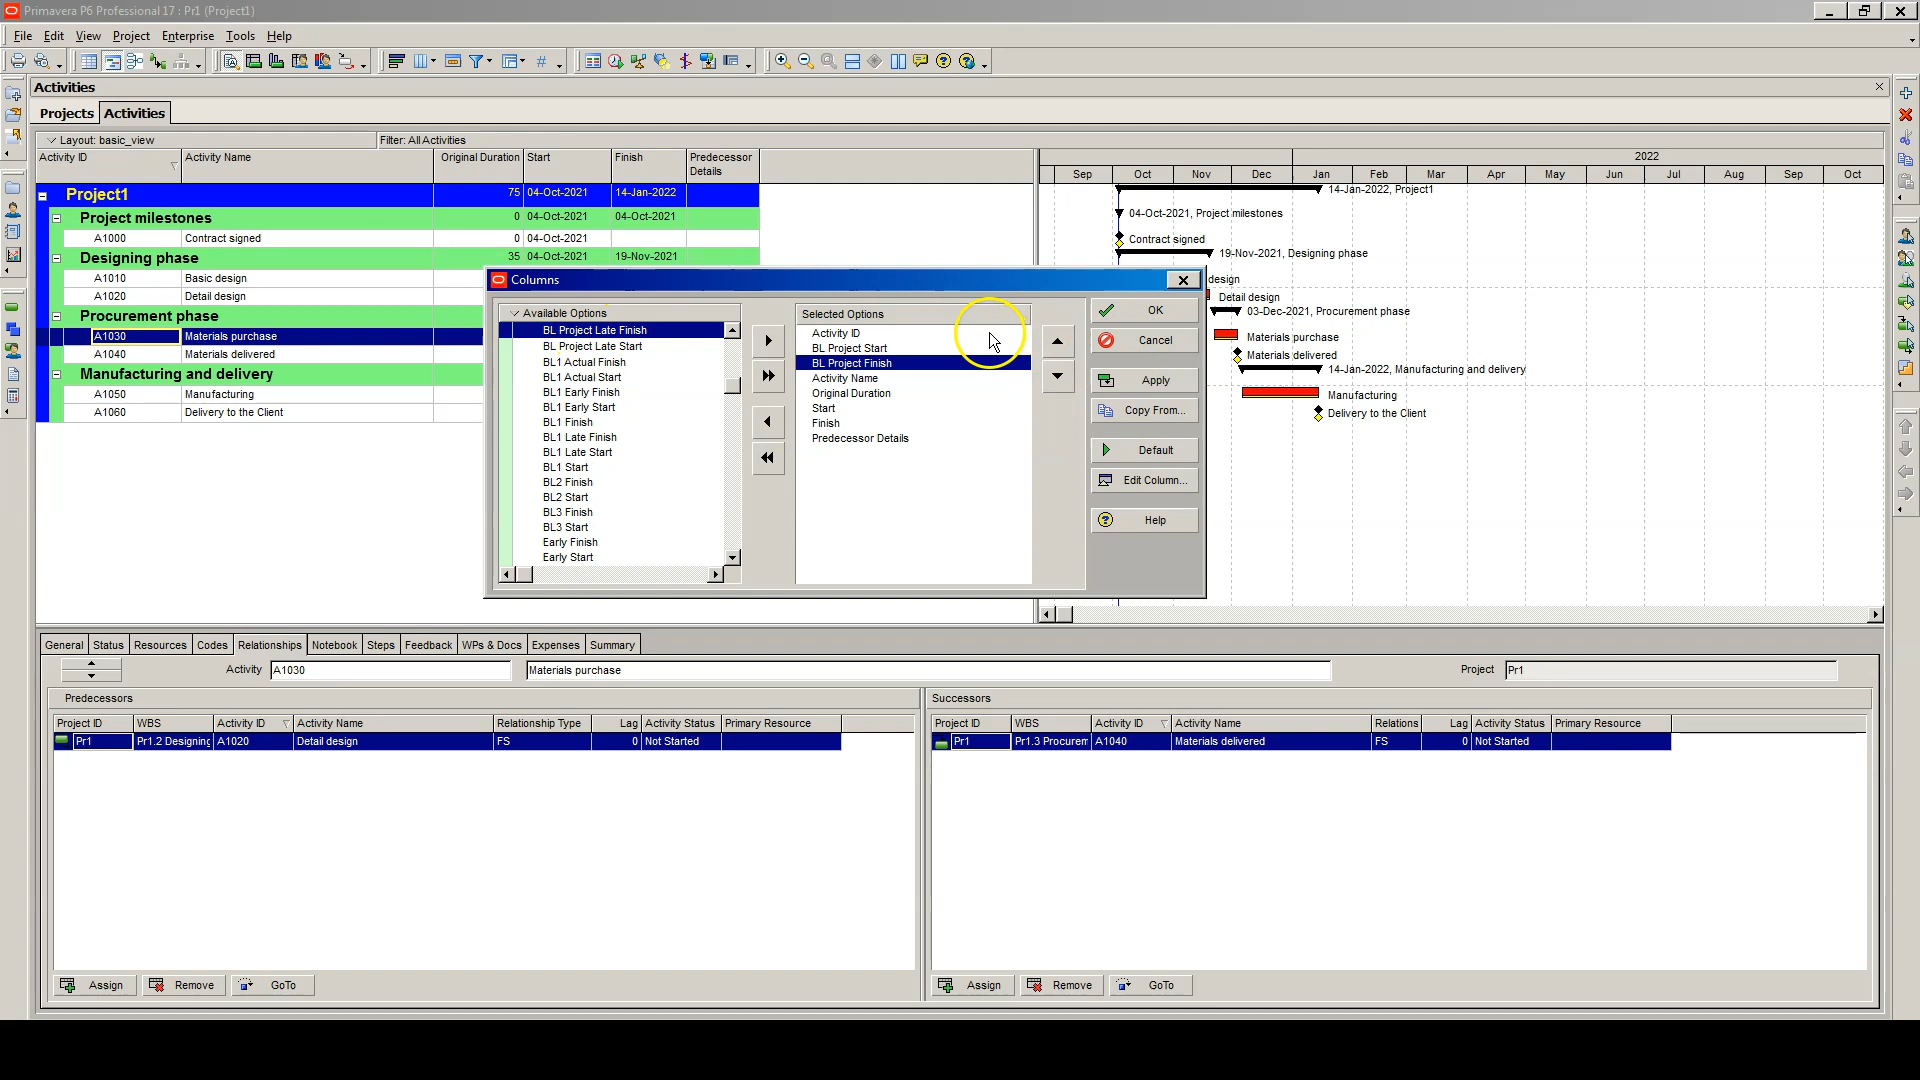 Primavera P6 Professional 17 : Pr1 (Project1)
File Edit View Project Enterprise Tools Help
Activities
Projects Activities
Layout: basic_view Filter: All Activities
Activity ID Activity Name Original Duration Start Finish Predecessor Details
2022
Sep Oct Nov Dec Jan Feb Mar Apr May Jun Jul Aug Sep Oct
Project1 75 04-Oct-2021 14-Jan-2022
14-Jan-2022, Project1
Project milestones 0 04-Oct-2021 04-Oct-2021
04-Oct-2021, Project milestones
A1000 Contract signed 0 04-Oct-2021
Contract signed
Designing phase 35 04-Oct-2021 19-Nov-2021
19-Nov-2021, Designing phase
A1010 Basic design
design
A1020 Detail design
Detail design
Procurement phase
03-Dec-2021, Procurement phase
A1030 Materials purchase
Materials purchase
A1040 Materials delivered
Materials delivered
Manufacturing and delivery
14-Jan-2022, Manufacturing and delivery
A1050 Manufacturing
Manufacturing
A1060 Delivery to the Client
Delivery to the Client
Columns
Available Options
BL Project Late Finish
BL Project Late Start
BL1 Actual Finish
BL1 Actual Start
BL1 Early Finish
BL1 Early Start
BL1 Finish
BL1 Late Finish
BL1 Late Start
BL1 Start
BL2 Finish
BL2 Start
BL3 Finish
BL3 Start
Early Finish
Early Start
Selected Options
Activity ID
BL Project Start
BL Project Finish
Activity Name
Original Duration
Start
Finish
Predecessor Details
OK
Cancel
Apply
Copy From...
Default
Edit Column...
Help
General Status Resources Codes Relationships Notebook Steps Feedback WPs & Docs Expenses Summary
Activity A1030 Materials purchase Project Pr1
Predecessors
Project ID WBS Activity ID Activity Name Relationship Type Lag Activity Status Primary Resource
Pr1 Pr1.2 Designing A1020 Detail design FS 0 Not Started
Assign Remove GoTo
Successors
Project ID WBS Activity ID Activity Name Relations Lag Activity Status Primary Resource
Pr1 Pr1.3 Procurem A1040 Materials delivered FS 0 Not Started
Assign Remove GoTo